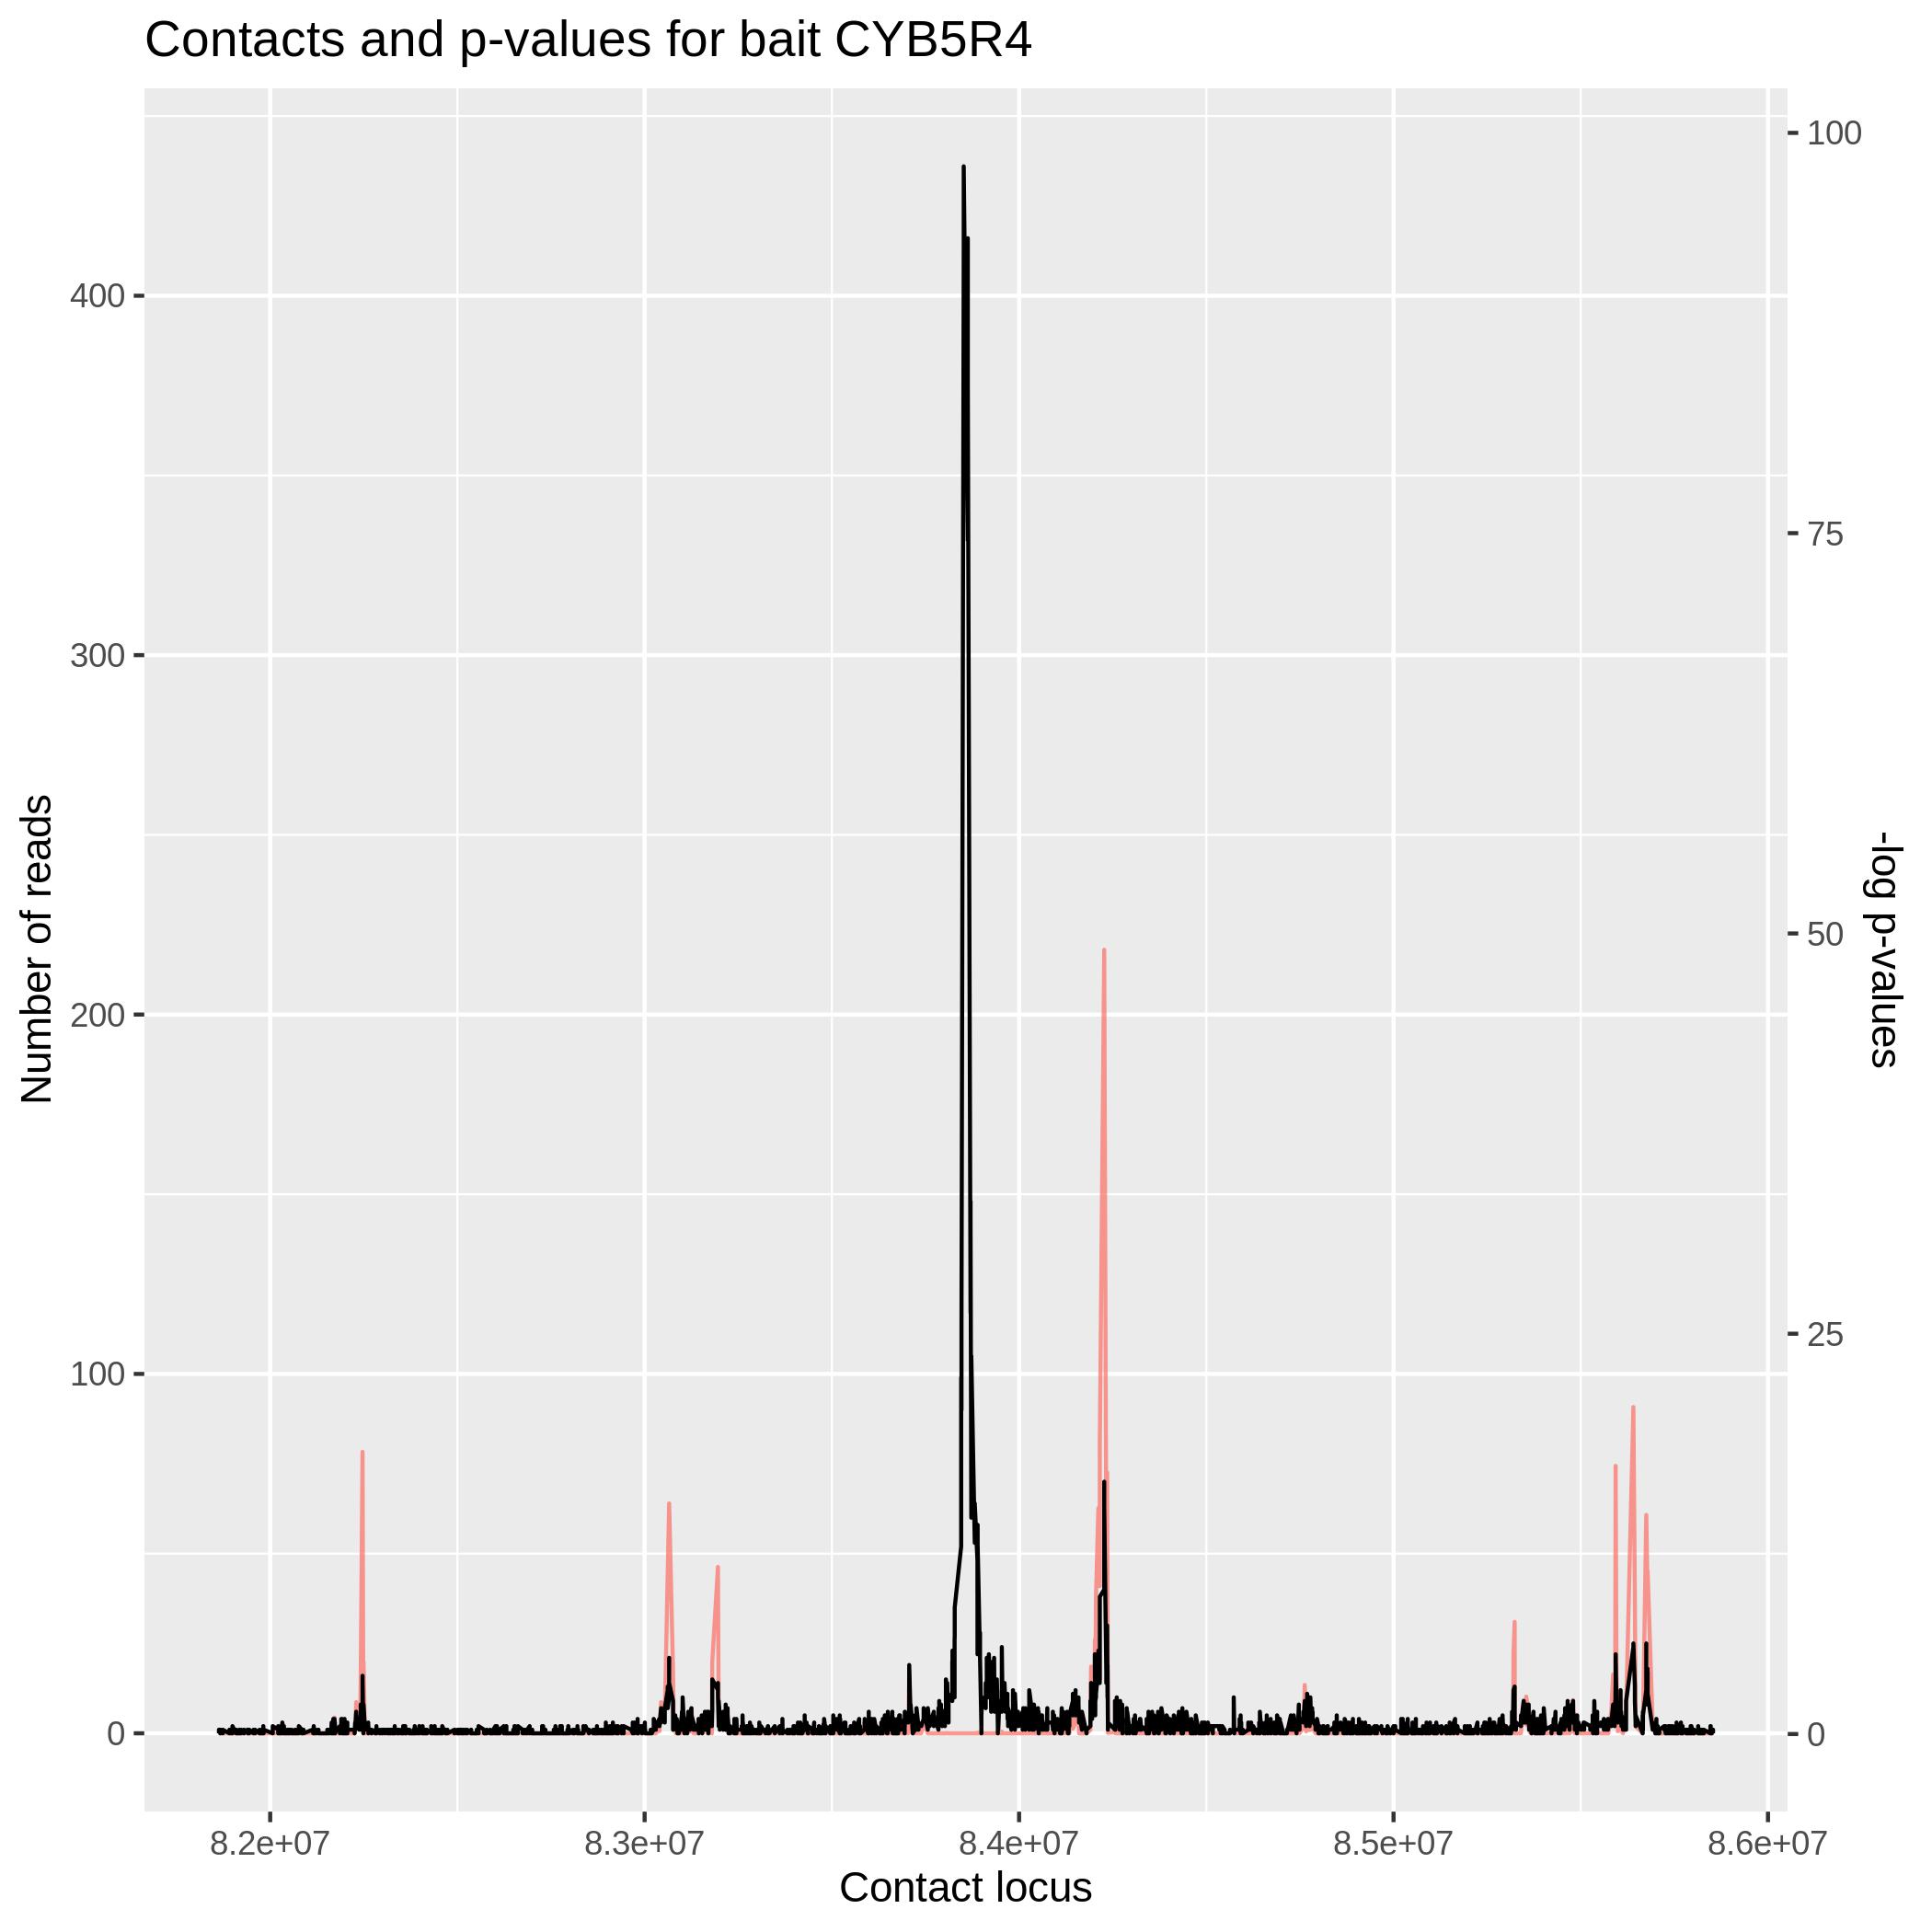 Contacts and p-values for bait CYB5R4
Number of reads
400
300
200
100
0
100
75
50
25
0
-log p-values
8.2e+07
8.3e+07
8.4e+07
8.5e+07
8.6e+07
Contact locus